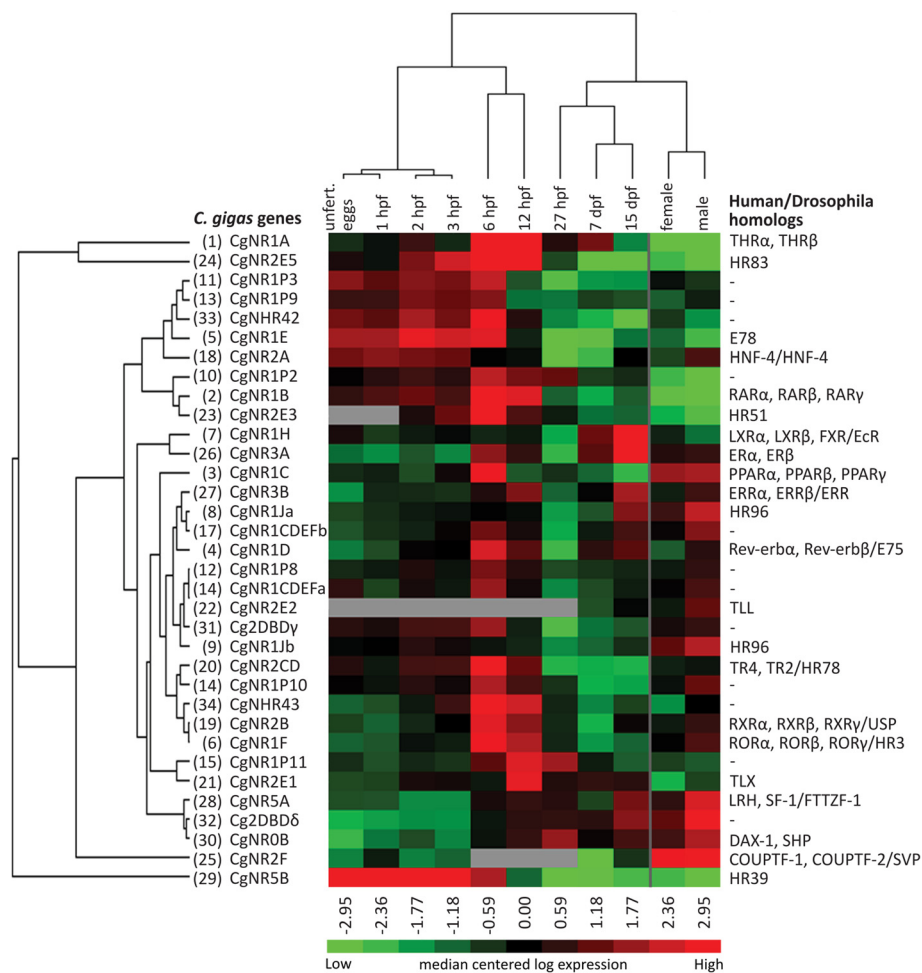 unfert. eggs
1 hpf
2 hpf
3 hpf
6 hpf
12 hpf
27 hpf
7 dpf
15 dpf
female
male
C. gigas genes
Human/Drosophila homologs
(1) CgNR1A THRα, THRβ
(24) CgNR2E5 HR83
(11) CgNR1P3 -
(13) CgNR1P9 -
(33) CgNHR42 -
(5) CgNR1E E78
(18) CgNR2A HNF-4/HNF-4
(10) CgNR1P2 -
(2) CgNR1B RARα, RARβ, RARγ
(23) CgNR2E3 HR51
(7) CgNR1H LXRα, LXRβ, FXR/EcR
(26) CgNR3A ERα, ERβ
(3) CgNR1C PPARα, PPARβ, PPARγ
(27) CgNR3B ERRα, ERRβ/ERR
(8) CgNR1Ja HR96
(17) CgNR1CDEFb -
(4) CgNR1D Rev-erbα, Rev-erbβ/E75
(12) CgNR1P8 -
(14) CgNR1CDEFa -
(22) CgNR2E2 TLL
(31) Cg2DBDγ -
(9) CgNR1Jb HR96
(20) CgNR2CD TR4, TR2/HR78
(14) CgNR1P10 -
(34) CgNHR43 -
(19) CgNR2B RXRα, RXRβ, RXRγ/USP
(6) CgNR1F RORα, RORβ, RORγ/HR3
(15) CgNR1P11 -
(21) CgNR2E1 TLX
(28) CgNR5A LRH, SF-1/FTTZF-1
(32) Cg2DBDδ -
(30) CgNR0B DAX-1, SHP
(25) CgNR2F COUPTF-1, COUPTF-2/SVP
(29) CgNR5B HR39
-2.95
-2.36
-1.77
-1.18
-0.59
0.00
0.59
1.18
1.77
2.36
2.95
Low median centered log expression High